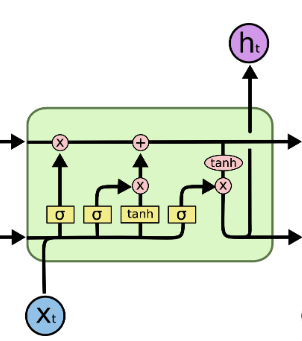 hₜ
x +
tanh
x x
σ σ tanh σ
Xₜ